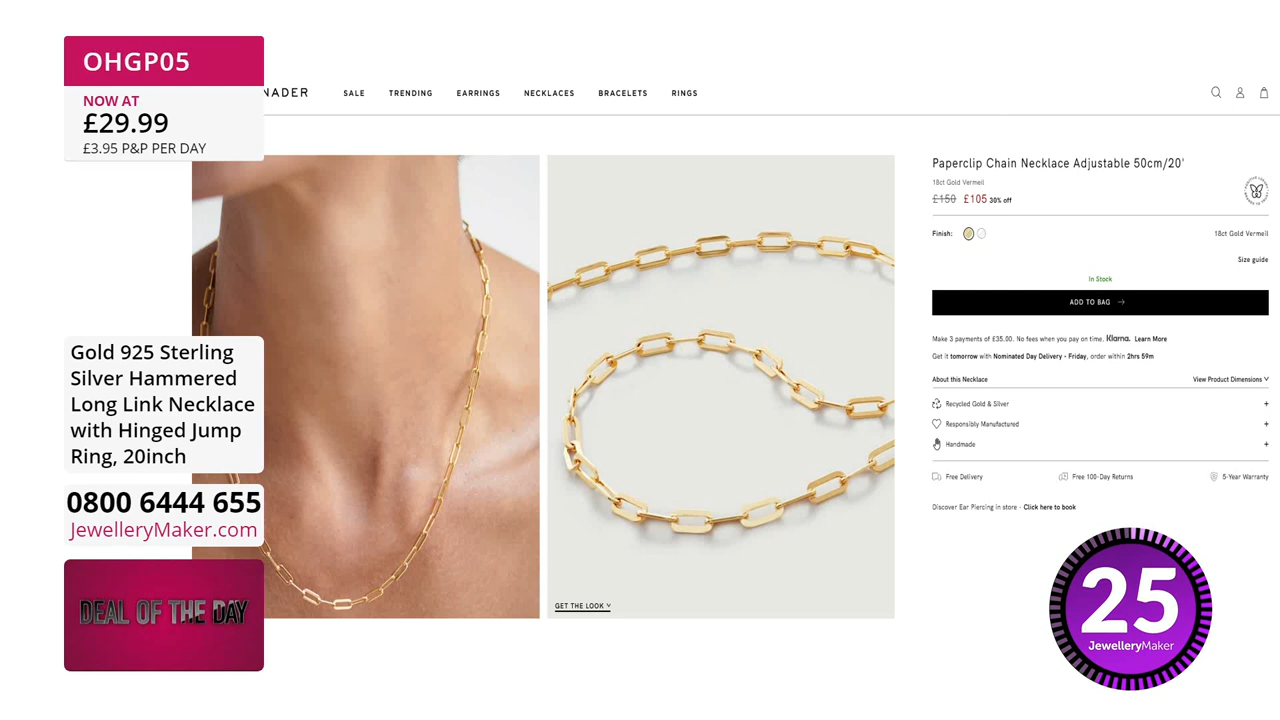 OHGP05
NOW AT
£29.99
£3.95 P&P PER DAY
NADER
SALE TRENDING EARRINGS NECKLACES BRACELETS RINGS
Paperclip Chain Necklace Adjustable 50cm/20'
18ct Gold Vermeil
£150 £105 30% off
Finish: 18ct Gold Vermeil
Size guide
In Stock
ADD TO BAG →
Make 3 payments of £35.00. No fees when you pay on time. Klarna. Learn More
Get it tomorrow with Nominated Day Delivery - Friday, order within 2hrs 59m
About this Necklace View Product Dimensions
Recycled Gold & Silver +
Responsibly Manufactured +
Handmade +
Free Delivery Free 100-Day Returns 5-Year Warranty
Discover Ear Piercing in store - Click here to book
GET THE LOOK
Gold 925 Sterling
Silver Hammered
Long Link Necklace
with Hinged Jump
Ring, 20inch
0800 6444 655
JewelleryMaker.com
DEAL OF THE DAY
25
JewelleryMaker